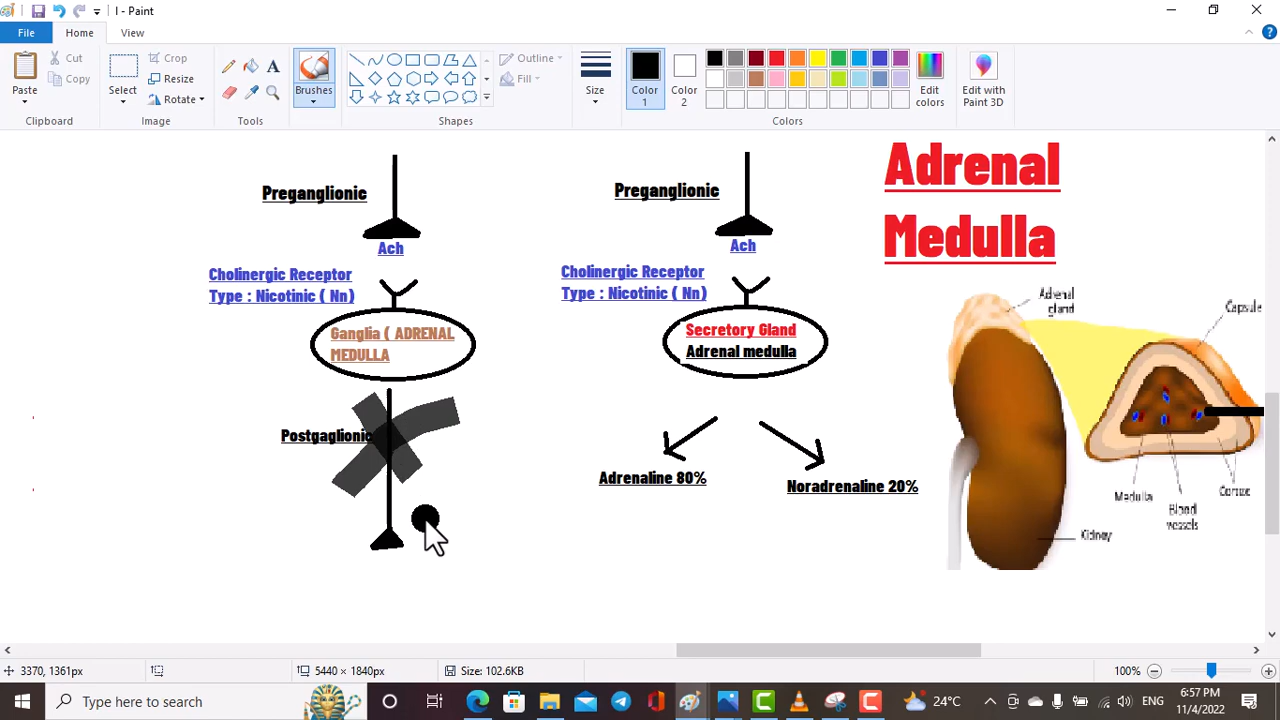 I - Paint
File
Home
View
Paste
Cut
Copy
Clipboard
Select
Crop
Resize
Rotate
Image
A
Tools
Brushes
Shapes
Outline
Fill
Size
Color
1
Color
2
Colors
Edit
colors
Edit with
Paint 3D
Preganglionic
Ach
Cholinergic Receptor
Type : Nicotinic ( Nn)
Ganglia ( ADRENAL
MEDULLA
Postgaglionic
Preganglionic
Ach
Cholinergic Receptor
Type : Nicotinic ( Nn)
Secretory Gland
Adrenal medulla
Adrenaline 80%
Noradrenaline 20%
Adrenal
Medulla
Adrenal
gland
Capsule
Medulla
Blood
vessels
Cortex
Kidney
3370, 1361px
5440 × 1840px
Size: 102.6KB
100%
Type here to search
24°C
ENG
6:57 PM
11/4/2022